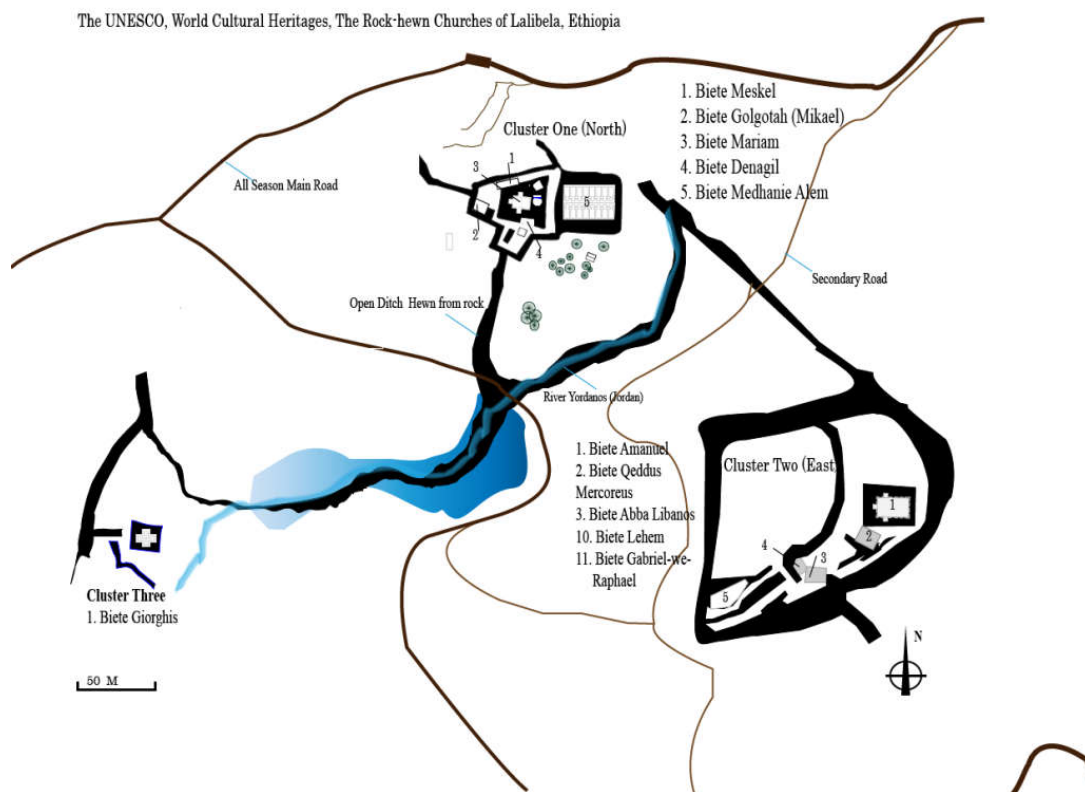 The UNESCO, World Cultural Heritages, The Rock-hewn Churches of Lalibela, Ethiopia
1. Biete Meskel
2. Biete Golgotah (Mikael)
3. Biete Mariam
4. Biete Denagil
5. Biete Medhanie Alem
Cluster One (North)
1
3
5
2
4
All Season Main Road
Secondary Road
Open Ditch Hewn from rock
River Yordanos (Jordan)
1. Biete Amanuel
2. Biete Qeddus
Mercoreus
3. Biete Abba Libanos
10. Biete Lehem
11. Biete Gabriel-we-
Raphael
Cluster Two (East)
1
2
4
3
5
Cluster Three
1. Biete Giorghis
50 M
N